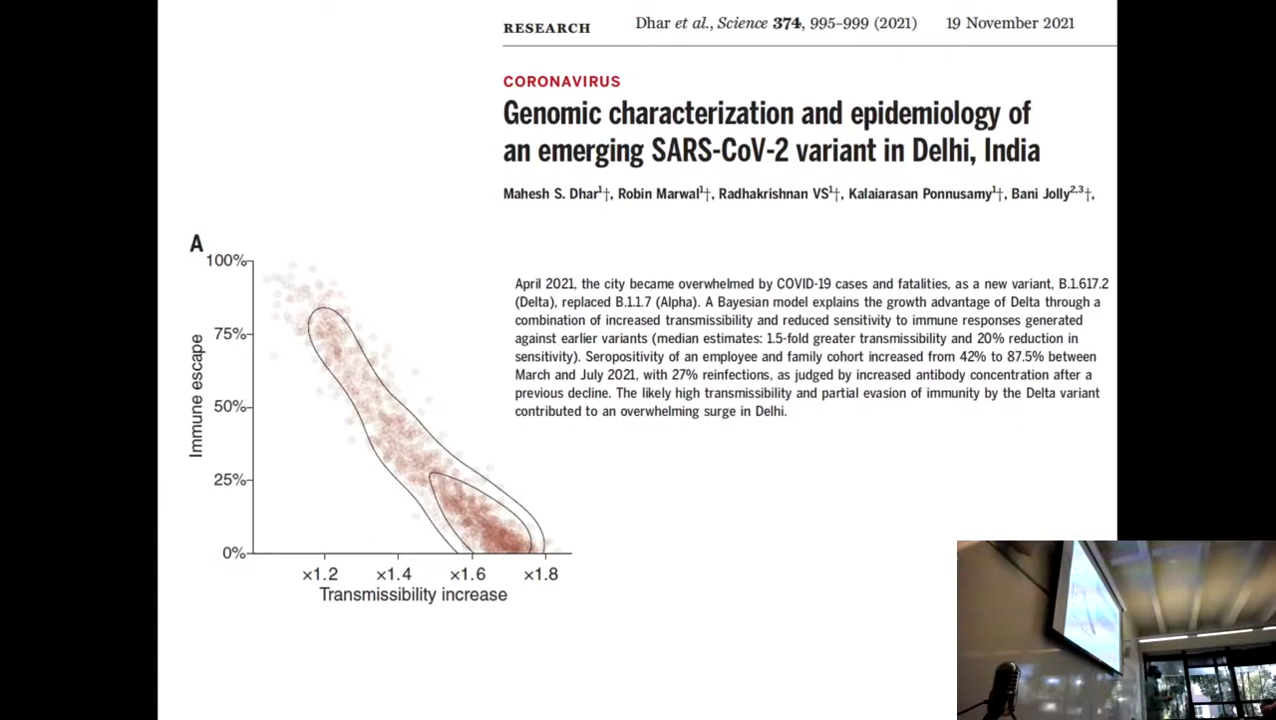 RESEARCH
Dhar et al., Science 374, 995–999 (2021) 19 November 2021
CORONAVIRUS
Genomic characterization and epidemiology of
an emerging SARS-CoV-2 variant in Delhi, India
Mahesh S. Dhar1†, Robin Marwal1†, Radhakrishnan VS1†, Kalaiarasan Ponnusamy1†, Bani Jolly2,3†,
A
100%
75%
50%
25%
0%
Immune escape
×1.2 ×1.4 ×1.6 ×1.8
Transmissibility increase
April 2021, the city became overwhelmed by COVID-19 cases and fatalities, as a new variant, B.1.617.2
(Delta), replaced B.1.1.7 (Alpha). A Bayesian model explains the growth advantage of Delta through a
combination of increased transmissibility and reduced sensitivity to immune responses generated
against earlier variants (median estimates: 1.5-fold greater transmissibility and 20% reduction in
sensitivity). Seropositivity of an employee and family cohort increased from 42% to 87.5% between
March and July 2021, with 27% reinfections, as judged by increased antibody concentration after a
previous decline. The likely high transmissibility and partial evasion of immunity by the Delta variant
contributed to an overwhelming surge in Delhi.